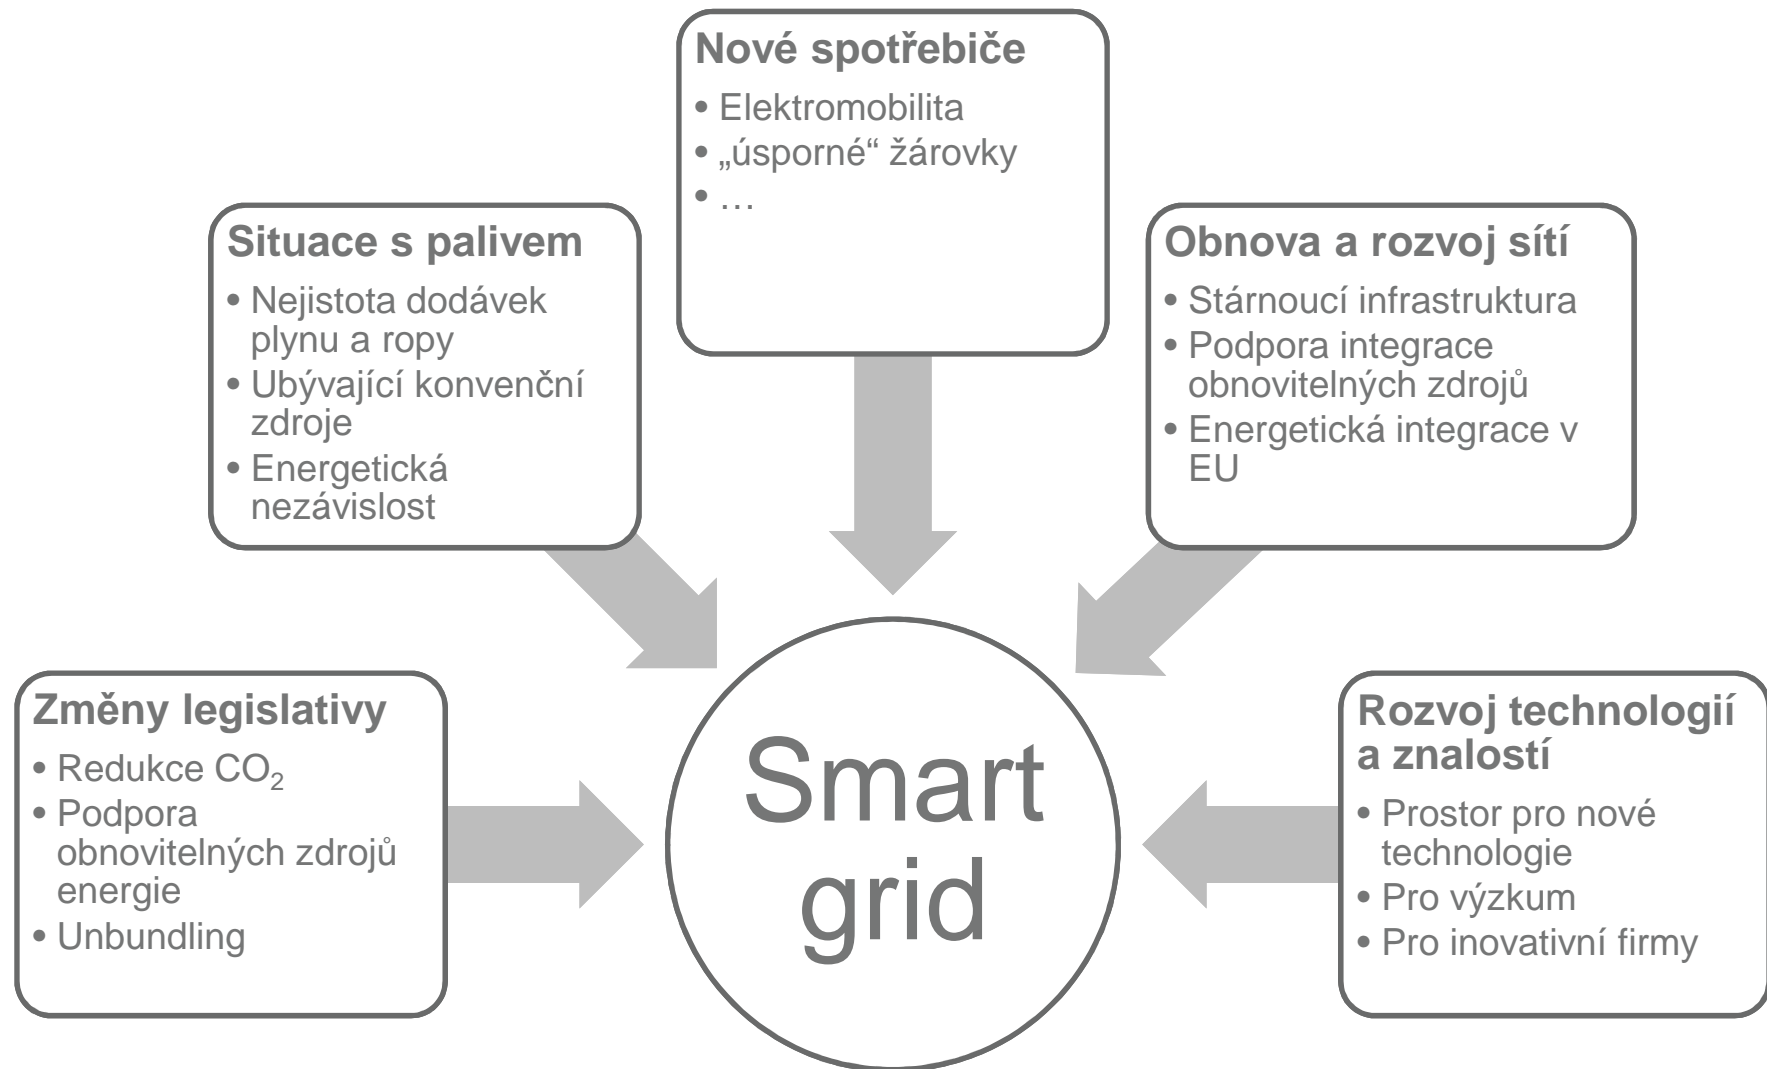 Nové spotřebiče
• Elektromobilita
• „úsporné“ žárovky
• …
Situace s palivem
• Nejistota dodávek
plynu a ropy
• Ubývající konvenční
zdroje
• Energetická
nezávislost
Obnova a rozvoj sítí
• Stárnoucí infrastruktura
• Podpora integrace
obnovitelných zdrojů
• Energetická integrace v
EU
Změny legislativy
• Redukce CO₂
• Podpora
obnovitelných zdrojů
energie
• Unbundling
Smart
grid
Rozvoj technologií
a znalostí
• Prostor pro nové
technologie
• Pro výzkum
• Pro inovativní firmy